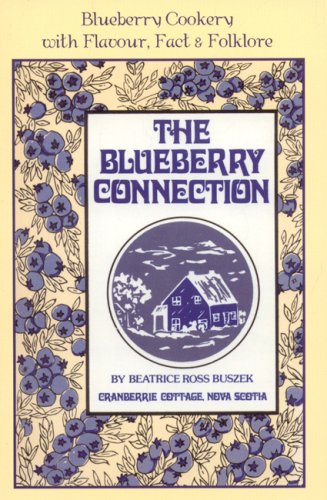 Blueberry Cookery
with Flavour, Fact & Folklore
THE
BLUEBERRY
CONNECTION
BY BEATRICE ROSS BUSZEK
CRANBERRIE COTTAGE, NOVA SCOTIA